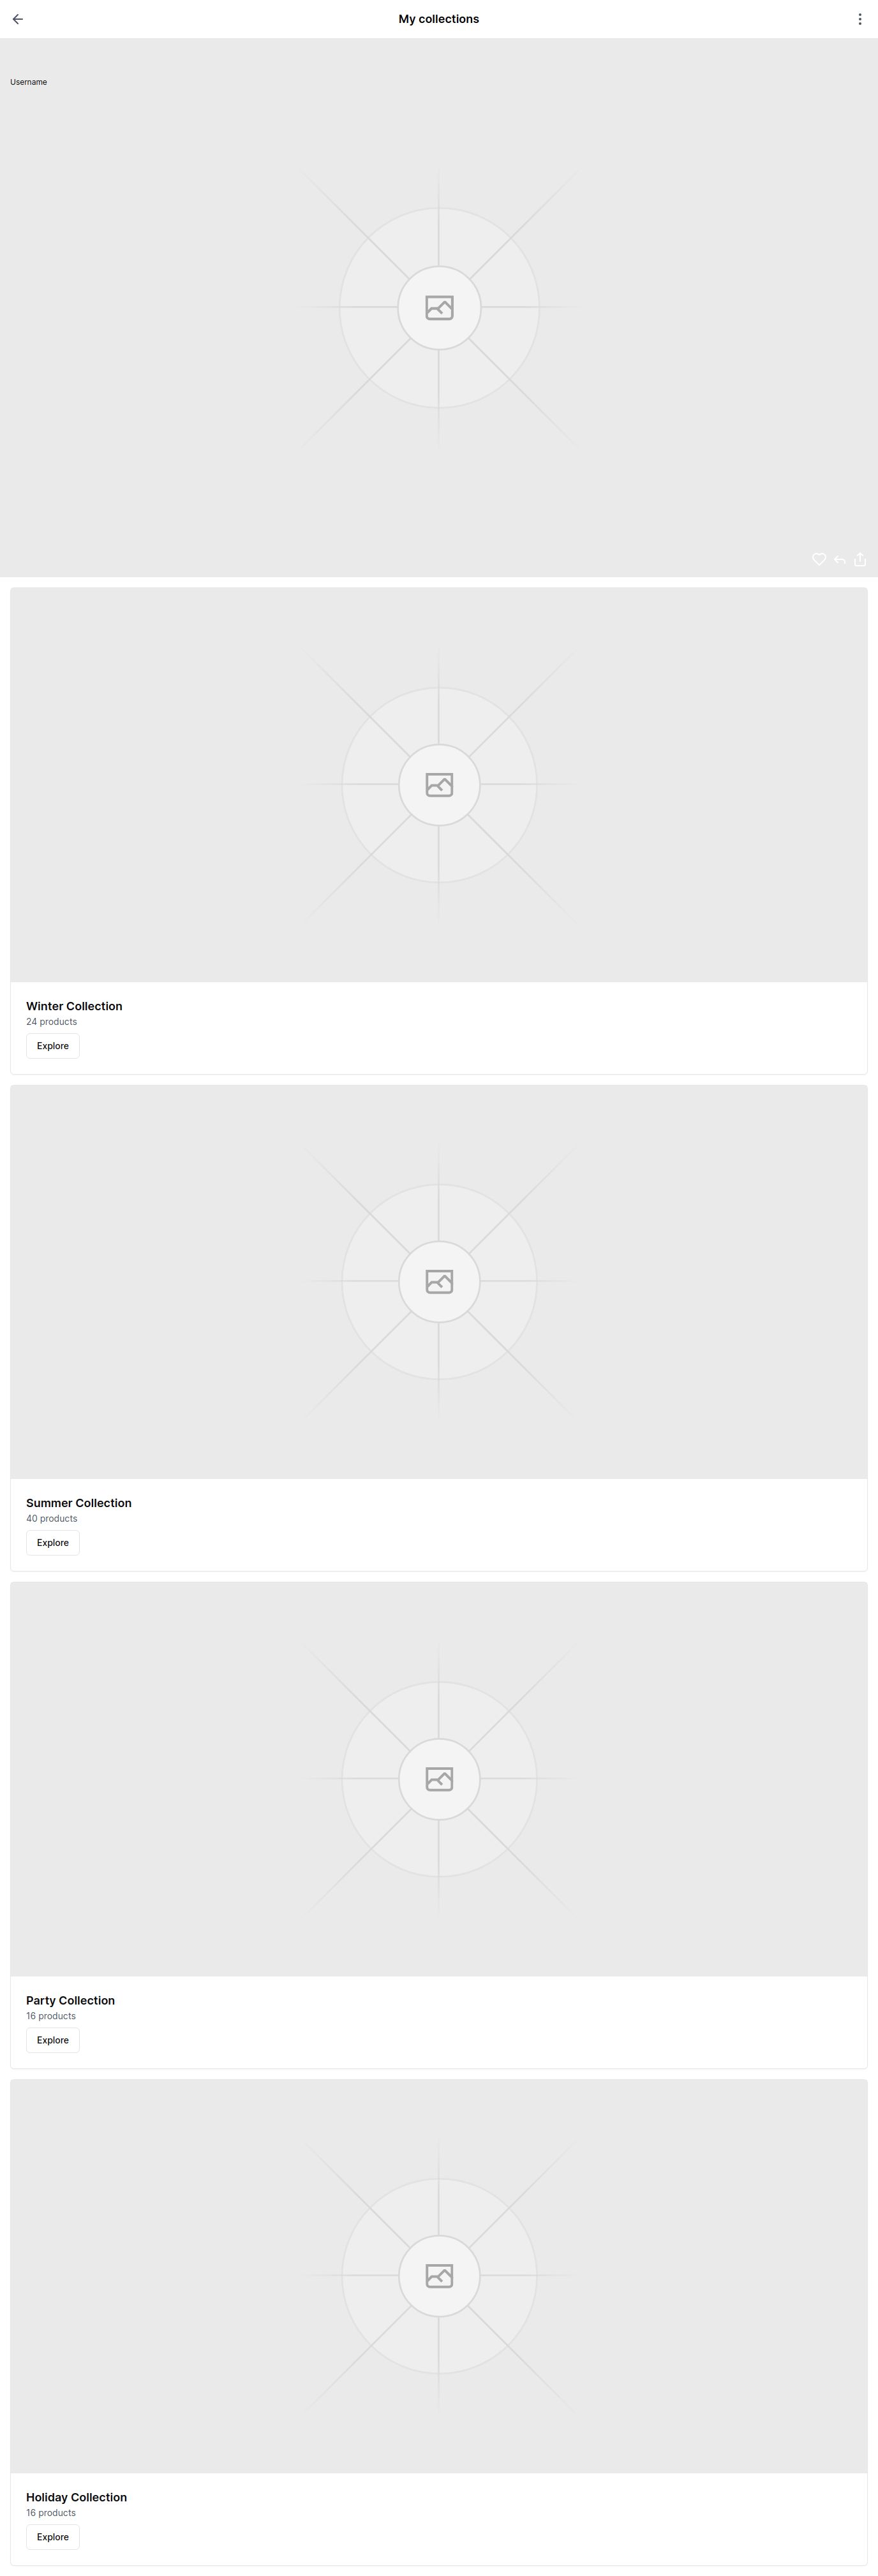 My collections
Username
Winter Collection
24 products
Explore
Summer Collection
40 products
Explore
Party Collection
16 products
Explore
Holiday Collection
16 products
Explore